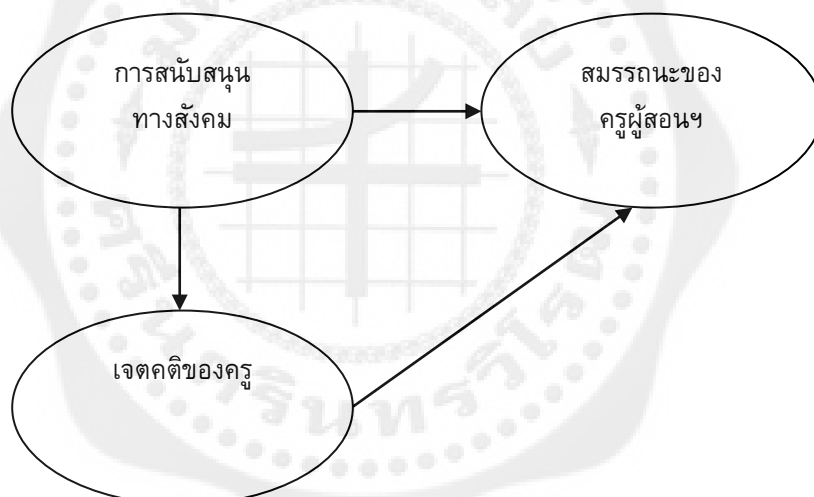 การสนับสนุน
ทางสังคม
สมรรถนะของ
ครูผู้สอนฯ
เจตคติของครู